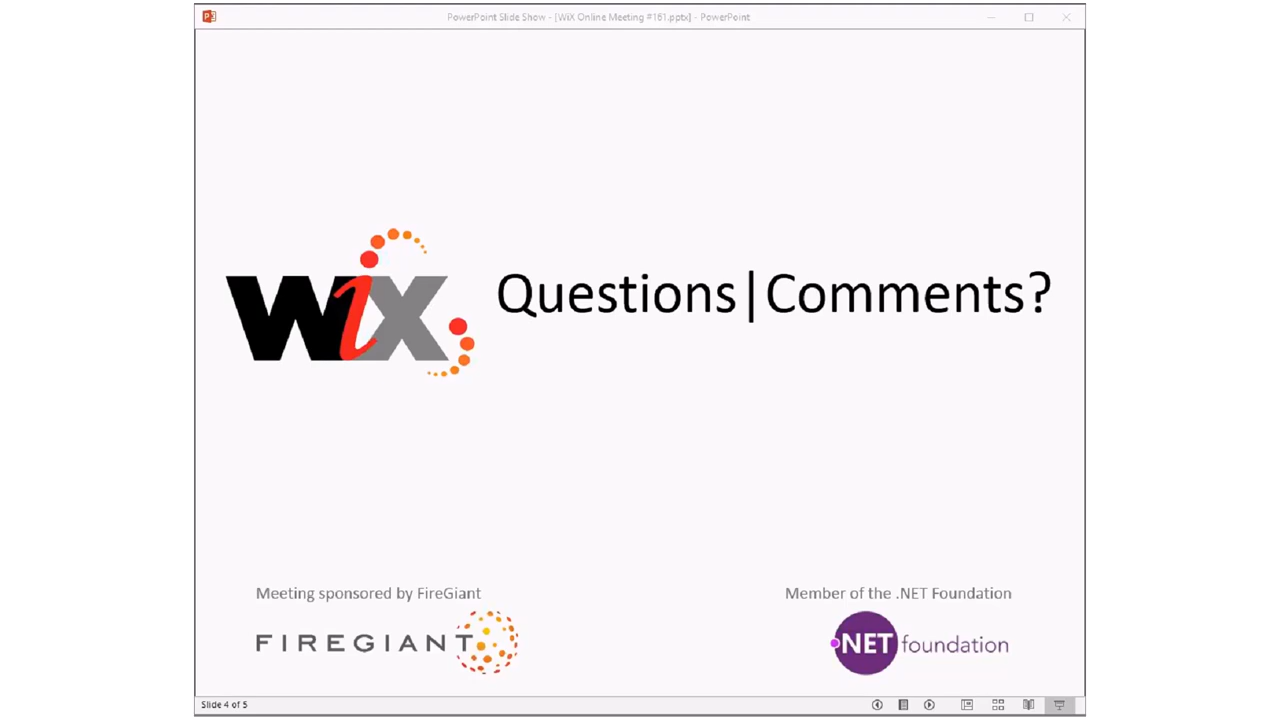 PowerPoint Slide Show - [WiX Online Meeting #161.pptx] - PowerPoint
WiX
Questions|Comments?
Meeting sponsored by FireGiant
Member of the .NET Foundation
FIREGIANT
.NET foundation
Slide 4 of 5